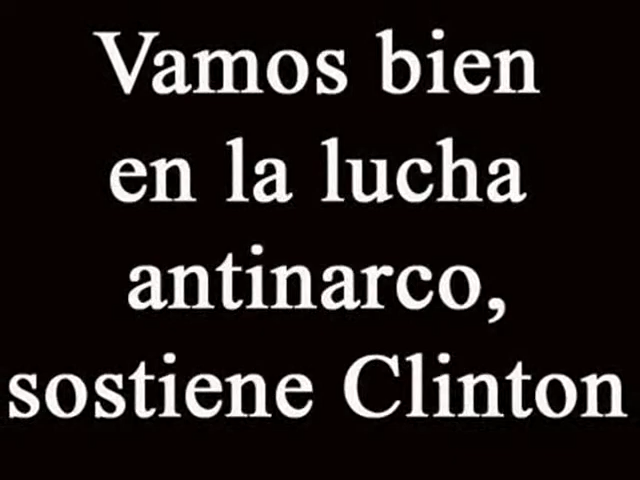 Vamos bien
en la lucha
antinarco,
sostiene Clinton